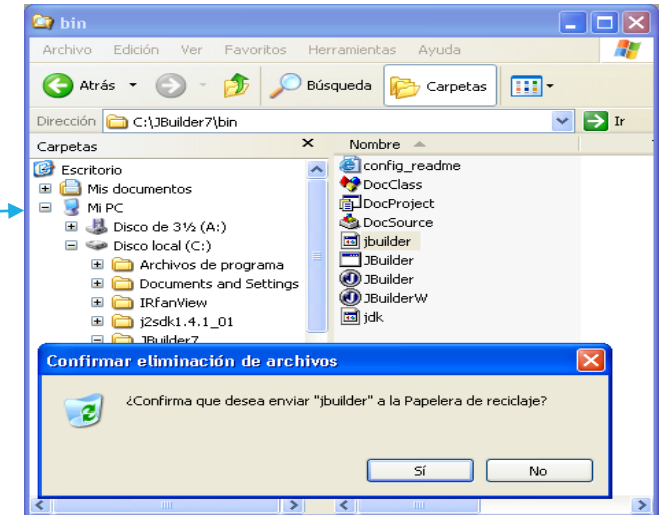 bin
Archivo Edición Ver Favoritos Herramientas Ayuda
Atrás Búsqueda Carpetas
Dirección C:\JBuilder7\bin Ir
Carpetas
Escritorio
Mis documentos
Mi PC
Disco de 3½ (A:)
Disco local (C:)
Archivos de programa
Documents and Settings
IRfanView
j2sdk1.4.1_01
JBuilder7
Nombre
config_readme
DocClass
DocProject
DocSource
jbuilder
JBuilder
JBuilder
JBuilderW
jdk
Confirmar eliminación de archivos
¿Confirma que desea enviar "jbuilder" a la Papelera de reciclaje?
Sí No